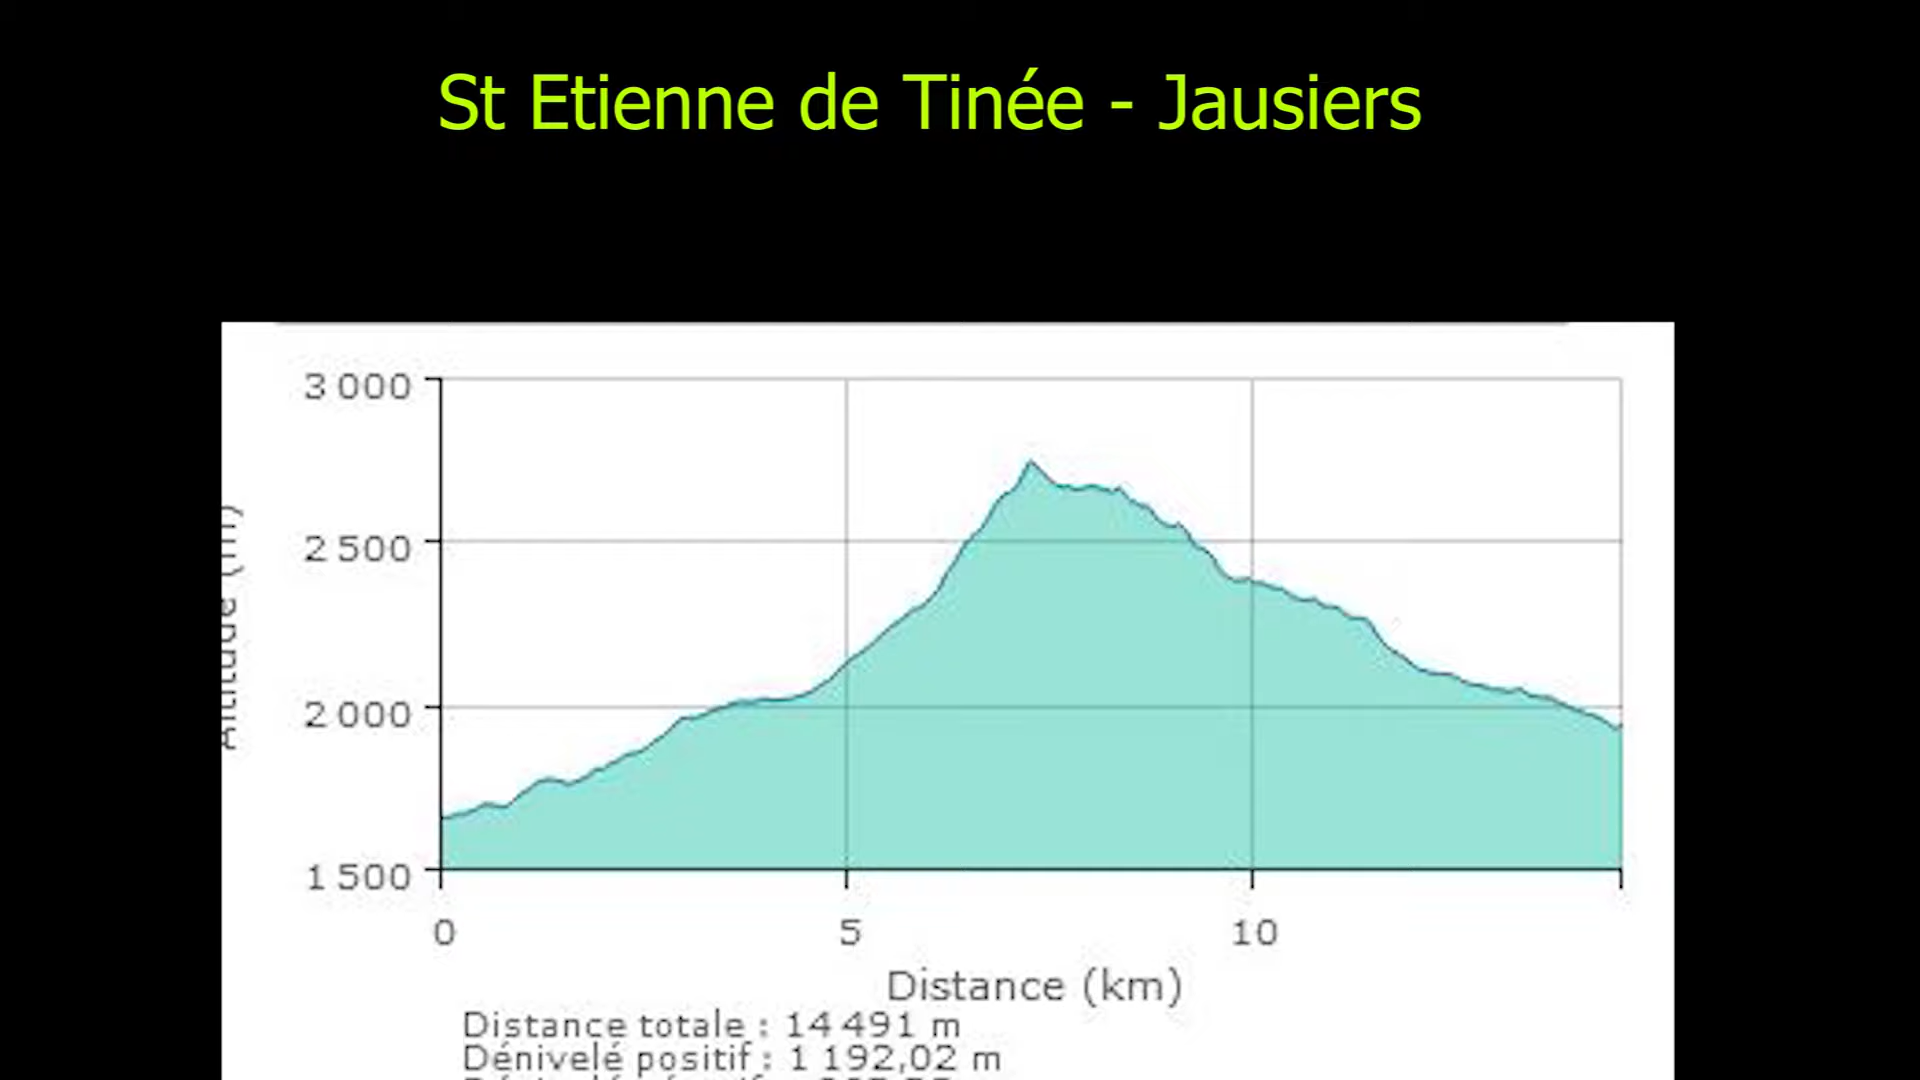 St Etienne de Tinée - Jausiers
3 000
2 500
2 000
1 500
Altitude (m)
0 5 10
Distance (km)
Distance totale : 14 491 m
Dénivelé positif : 1 192,02 m